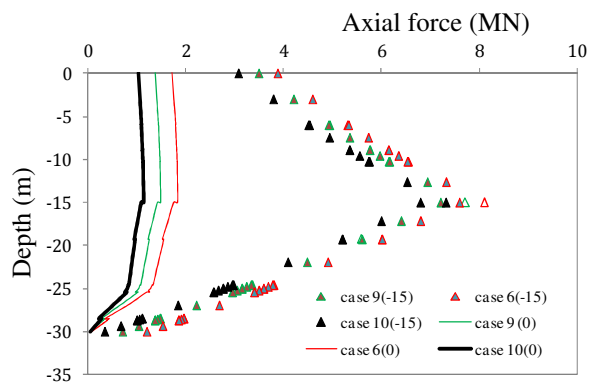 Axial force (MN)
0 2 4 6 8 10
0
-5
-10
-15
-20
-25
-30
-35
Depth (m)
case 9(-15) case 6(-15)
case 10(-15) case 9 (0)
case 6(0) case 10(0)